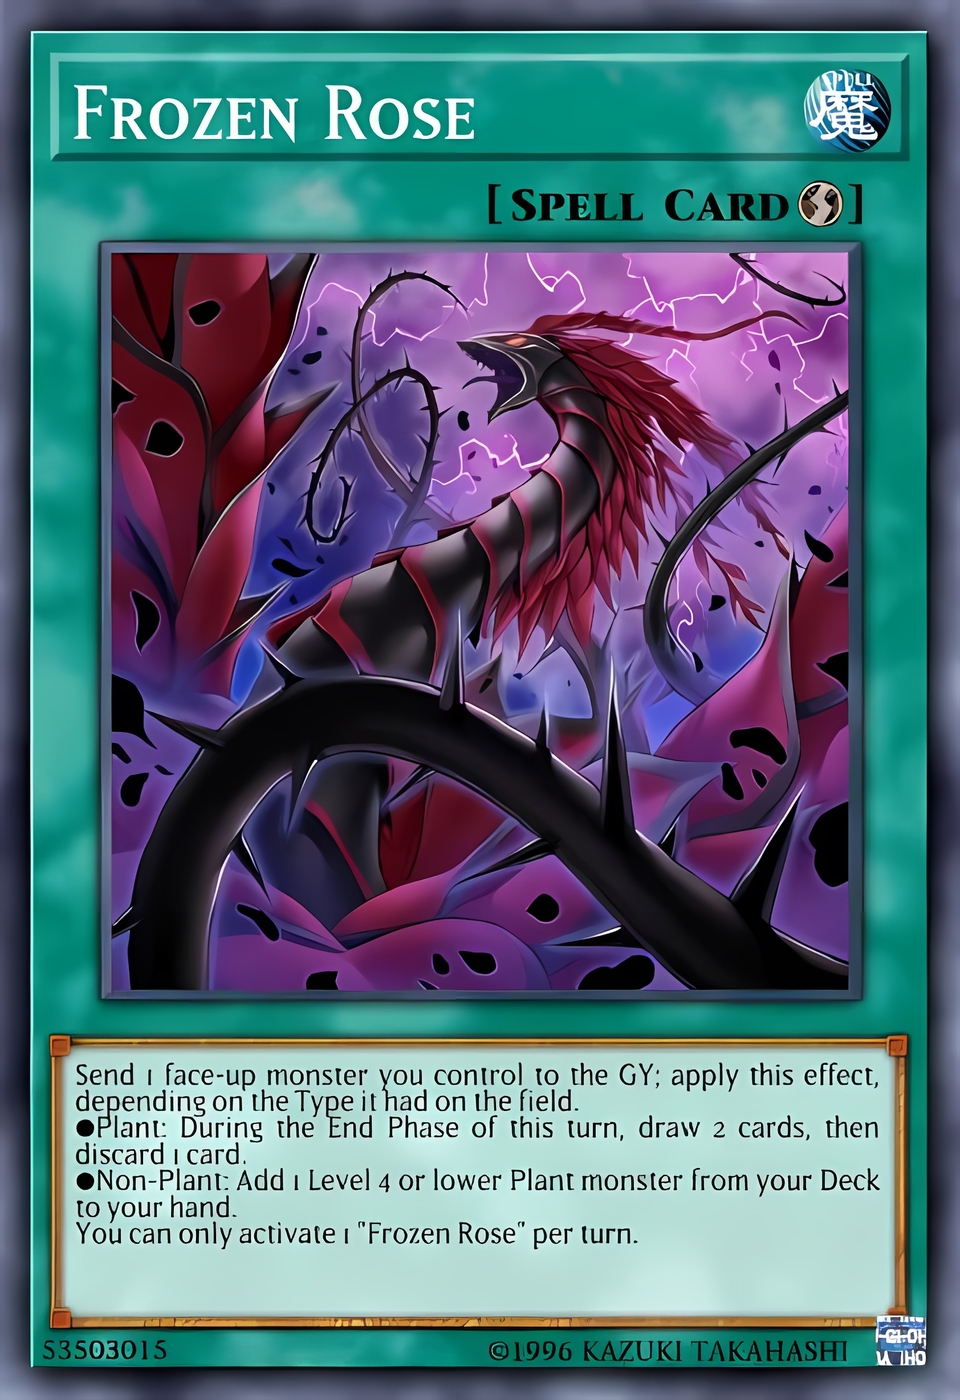 FROZEN ROSE
魔
[SPELL CARD]
Send 1 face-up monster you control to the GY; apply this effect,
depending on the Type it had on the field.
●Plant: During the End Phase of this turn, draw 2 cards, then
discard 1 card.
●Non-Plant: Add 1 Level 4 or lower Plant monster from your Deck
to your hand.
You can only activate 1 "Frozen Rose" per turn.
53503015
©1996 KAZUKI TAKAHASHI